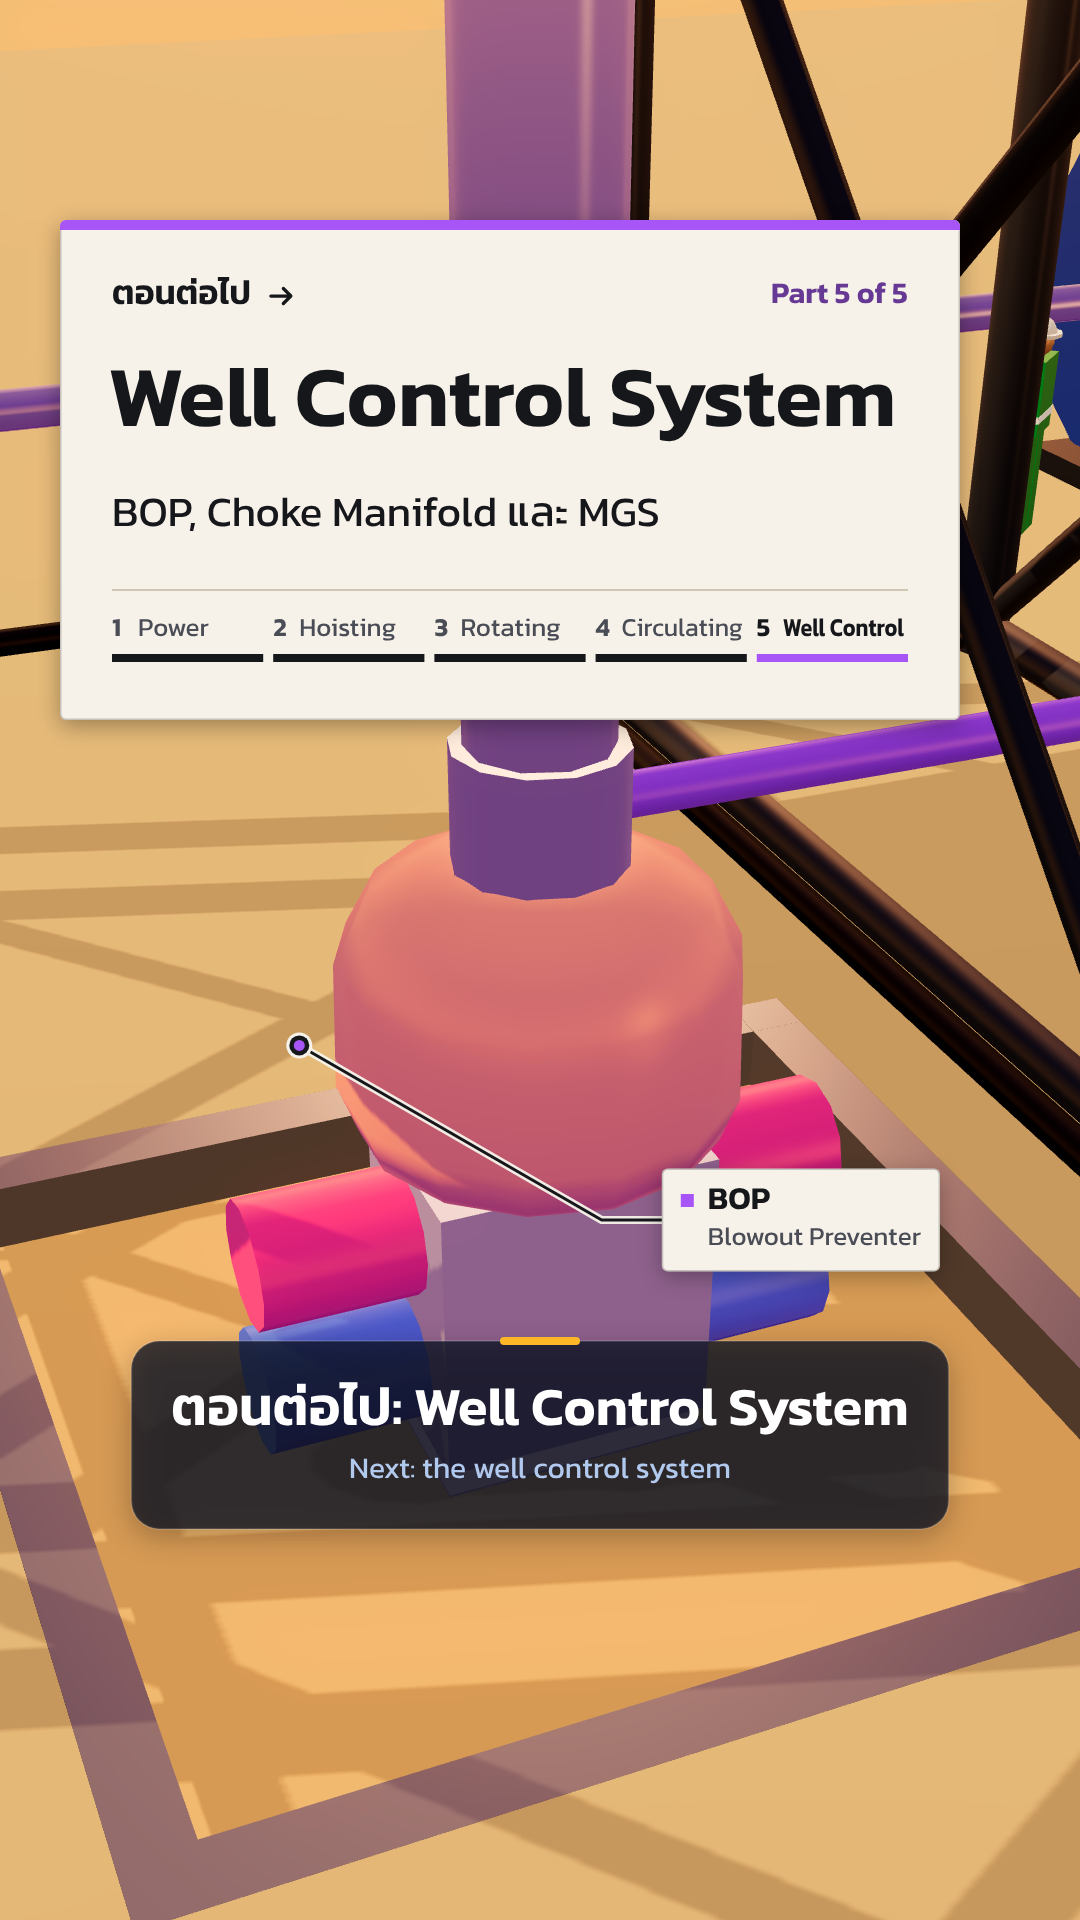 ตอนต่อไป →
Part 5 of 5
Well Control System
BOP, Choke Manifold และ MGS
1 Power 2 Hoisting 3 Rotating 4 Circulating 5 Well Control
BOP
Blowout Preventer
ตอนต่อไป: Well Control System
Next: the well control system